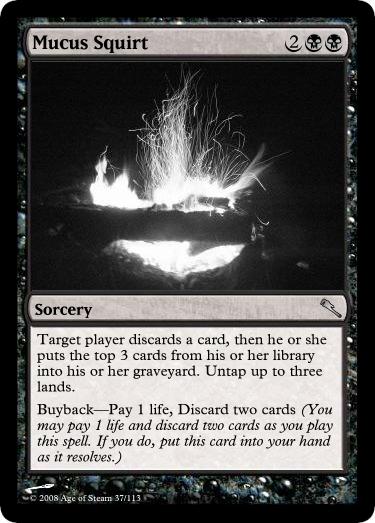 Mucus Squirt 2
Sorcery
Target player discards a card, then he or she
puts the top 3 cards from his or her library
into his or her graveyard. Untap up to three
lands.
Buyback—Pay 1 life, Discard two cards (You
may pay 1 life and discard two cards as you play
this spell. If you do, put this card into your hand
as it resolves.)
© 2008 Age of Steam 37/113